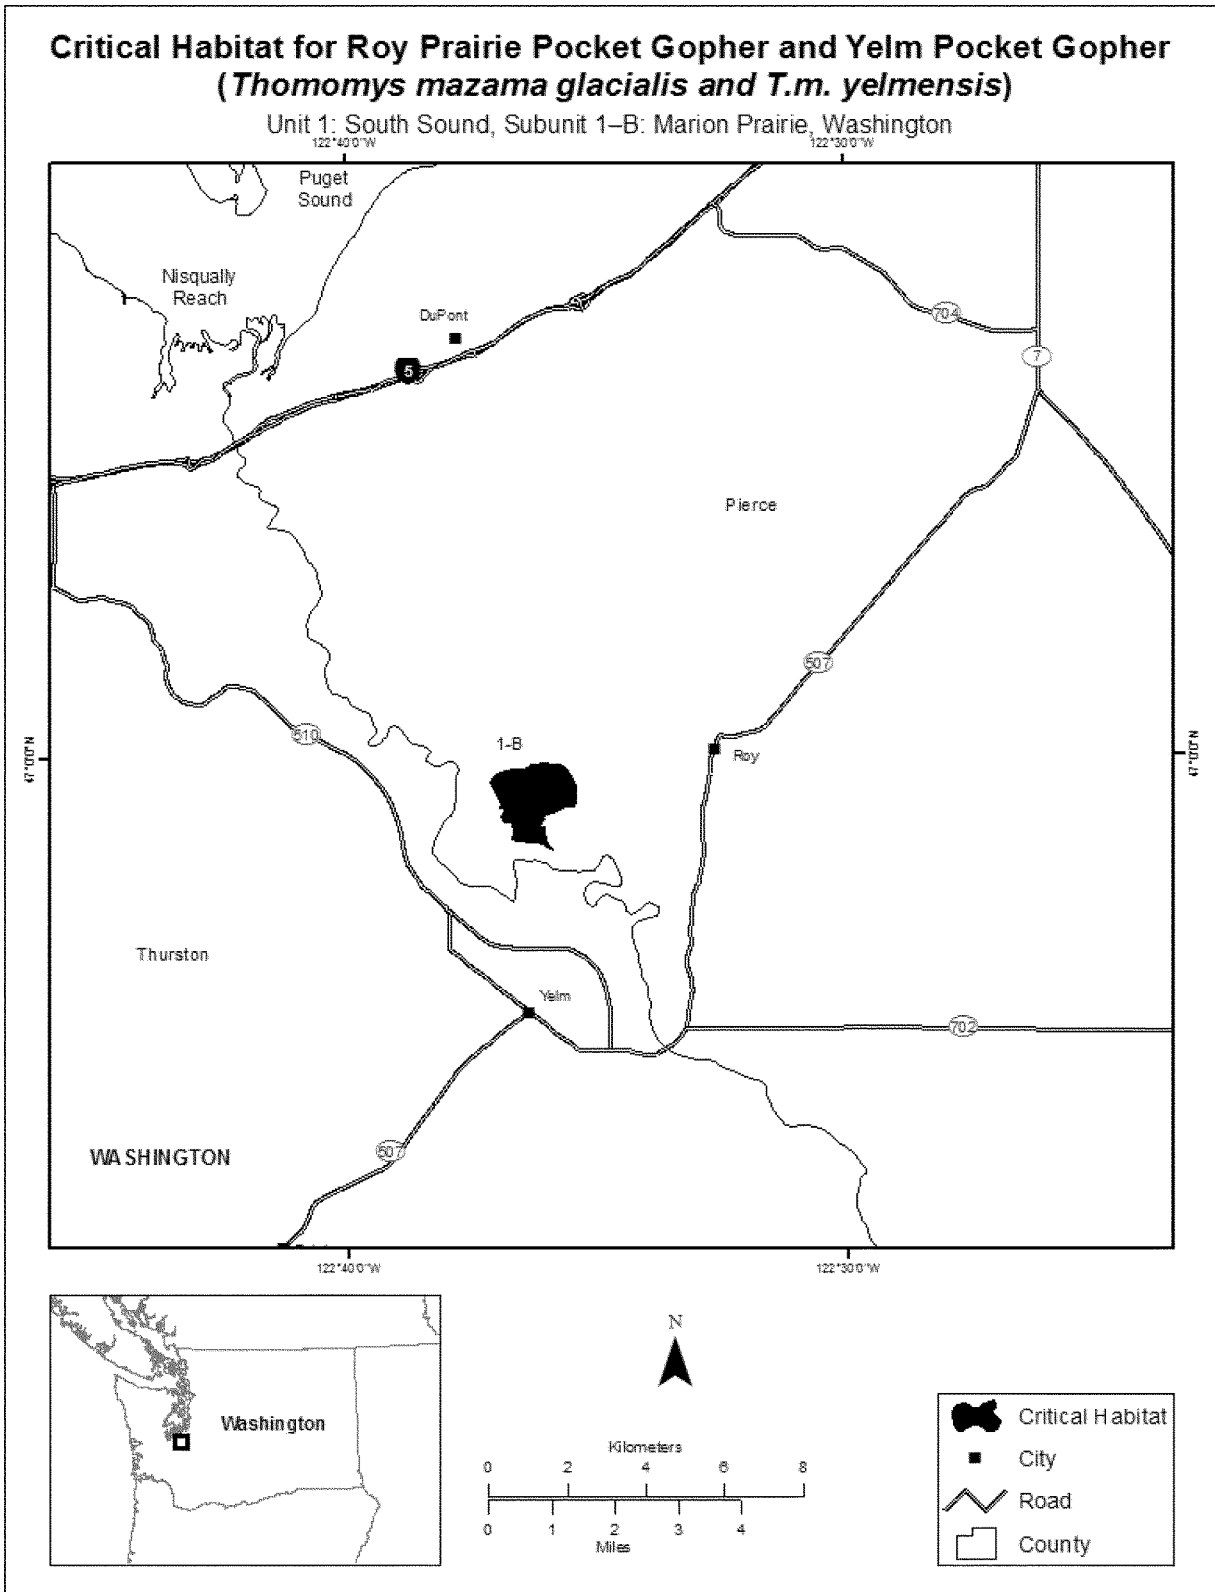 Critical Habitat for Roy Prairie Pocket Gopher and Yelm Pocket Gopher
(Thomomys mazama glacialis and T.m. yelmensis)
Unit 1: South Sound, Subunit 1–B: Marion Prairie, Washington
122°40'0"W 122°30'0"W
Puget
Sound
Nisqually
Reach
DuPont
704
7
5
Pierce
507
510
1-B
Roy
47°0'0"N 47°0'0"N
Thurston
Yelm
702
507
WASHINGTON
122°40'0"W 122°30'0"W
Washington
N
Kilometers
0 2 4 6 8
0 1 2 3 4
Miles
Critical Habitat
City
Road
County